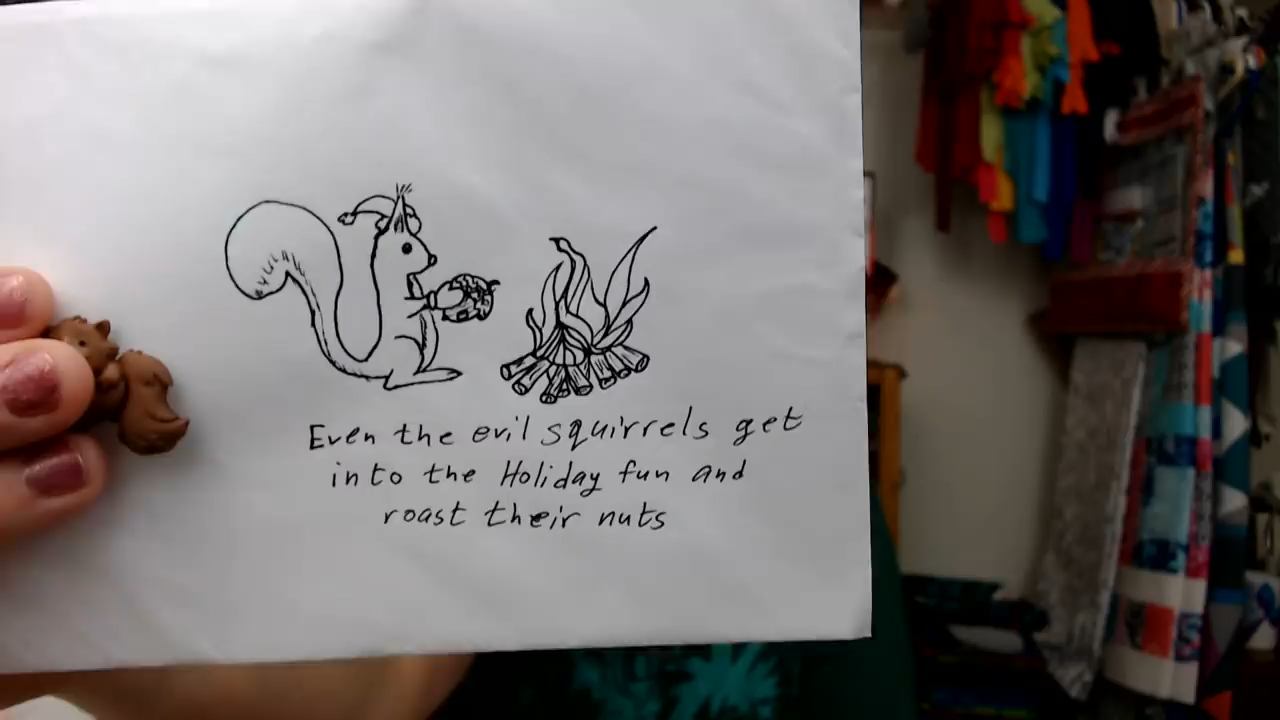 Even the evil squirrels get
into the Holiday fun and
roast their nuts